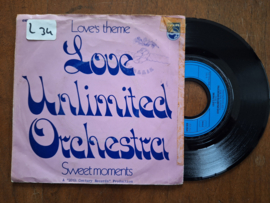 L 34
Love's theme
Love
Unlimited
Orchestra
Sweet moments